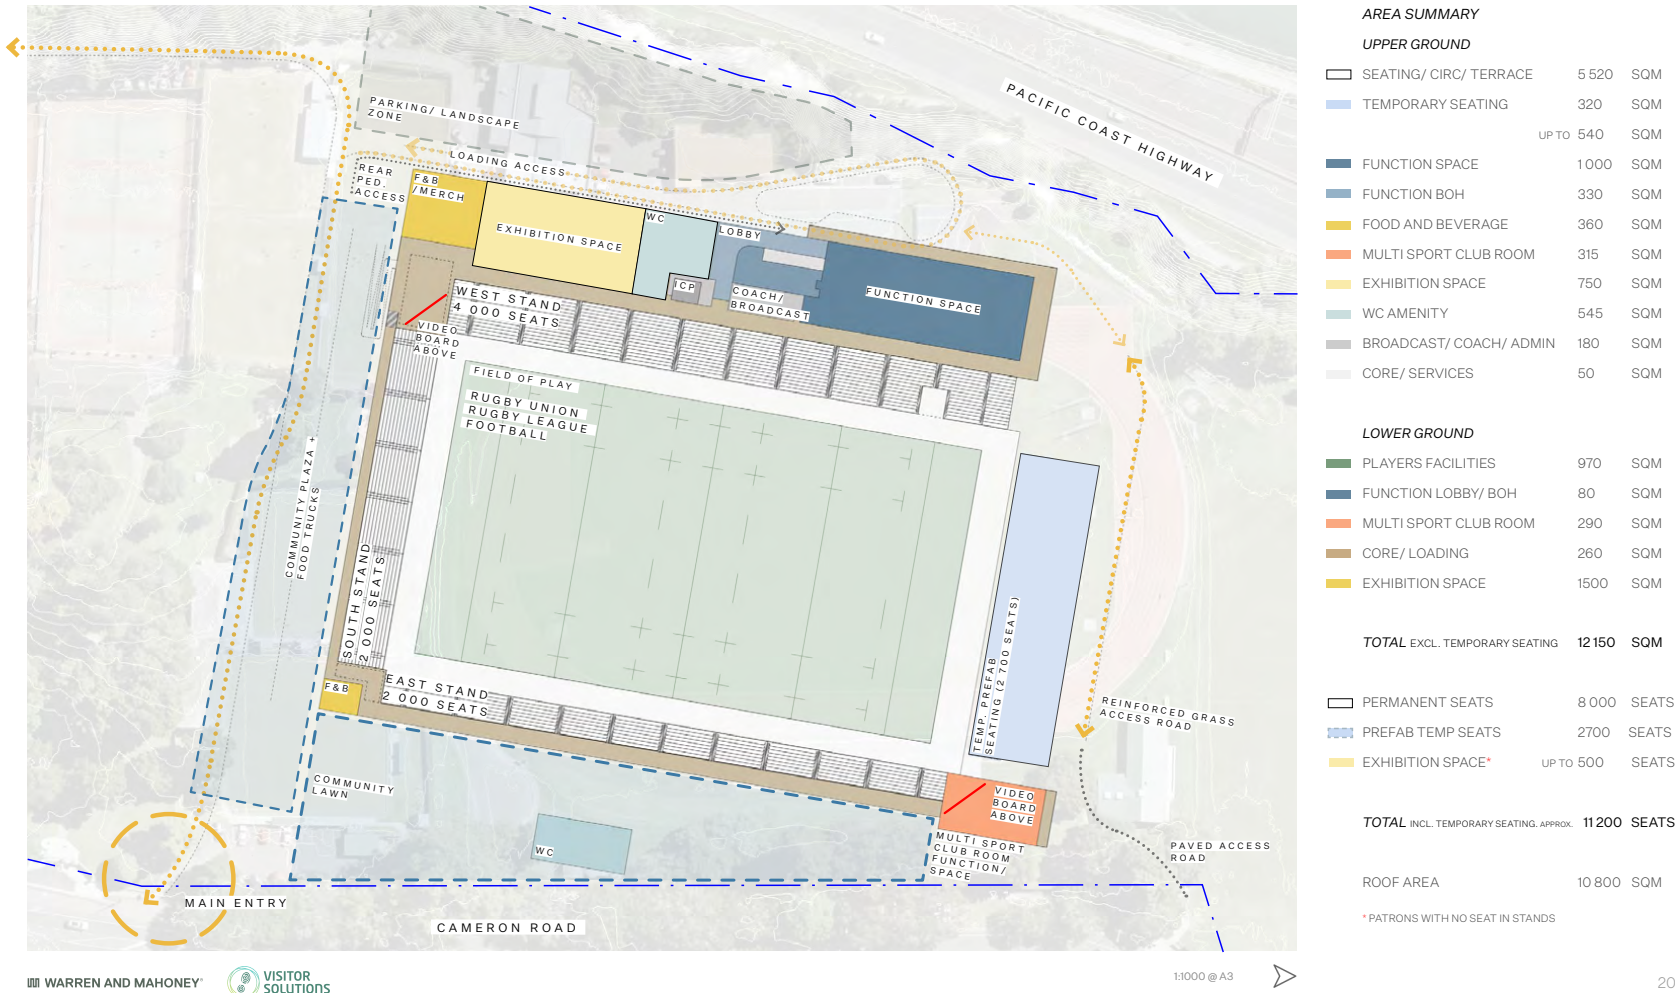 PARKING/ LANDSCAPE
ZONE
PACIFIC COAST HIGHWAY
LOADING ACCESS
REAR
PED.
ACCESS
F&B
/MERCH
EXHIBITION SPACE
WC
LOBBY
ICP
COACH/
BROADCAST
FUNCTION SPACE
WEST STAND
4 000 SEATS
VIDEO
BOARD
ABOVE
FIELD OF PLAY
RUGBY UNION
RUGBY LEAGUE
FOOTBALL
COMMUNITY PLAZA +
FOOD TRUCKS
SOUTH STAND
2 000 SEATS
TEMP. PREFAB
SEATING (2 700 SEATS)
F&B
EAST STAND
2 000 SEATS
REINFORCED GRASS
ACCESS ROAD
COMMUNITY
LAWN
VIDEO
BOARD
ABOVE
WC
MULTI SPORT
CLUB ROOM
FUNCTION/
SPACE
PAVED ACCESS
ROAD
MAIN ENTRY
CAMERON ROAD
AREA SUMMARY
UPPER GROUND
SEATING/ CIRC/ TERRACE 5 520 SQM
TEMPORARY SEATING 320 SQM
UP TO 540 SQM
FUNCTION SPACE 1 000 SQM
FUNCTION BOH 330 SQM
FOOD AND BEVERAGE 360 SQM
MULTI SPORT CLUB ROOM 315 SQM
EXHIBITION SPACE 750 SQM
WC AMENITY 545 SQM
BROADCAST/ COACH/ ADMIN 180 SQM
CORE/ SERVICES 50 SQM
LOWER GROUND
PLAYERS FACILITIES 970 SQM
FUNCTION LOBBY/ BOH 80 SQM
MULTI SPORT CLUB ROOM 290 SQM
CORE/ LOADING 260 SQM
EXHIBITION SPACE 1500 SQM
TOTAL EXCL. TEMPORARY SEATING 12 150 SQM
PERMANENT SEATS 8 000 SEATS
PREFAB TEMP SEATS 2700 SEATS
EXHIBITION SPACE* UP TO 500 SEATS
TOTAL INCL. TEMPORARY SEATING. APPROX. 11 200 SEATS
ROOF AREA 10 800 SQM
* PATRONS WITH NO SEAT IN STANDS
WARREN AND MAHONEY®
VISITOR
SOLUTIONS
1:1000 @ A3
20